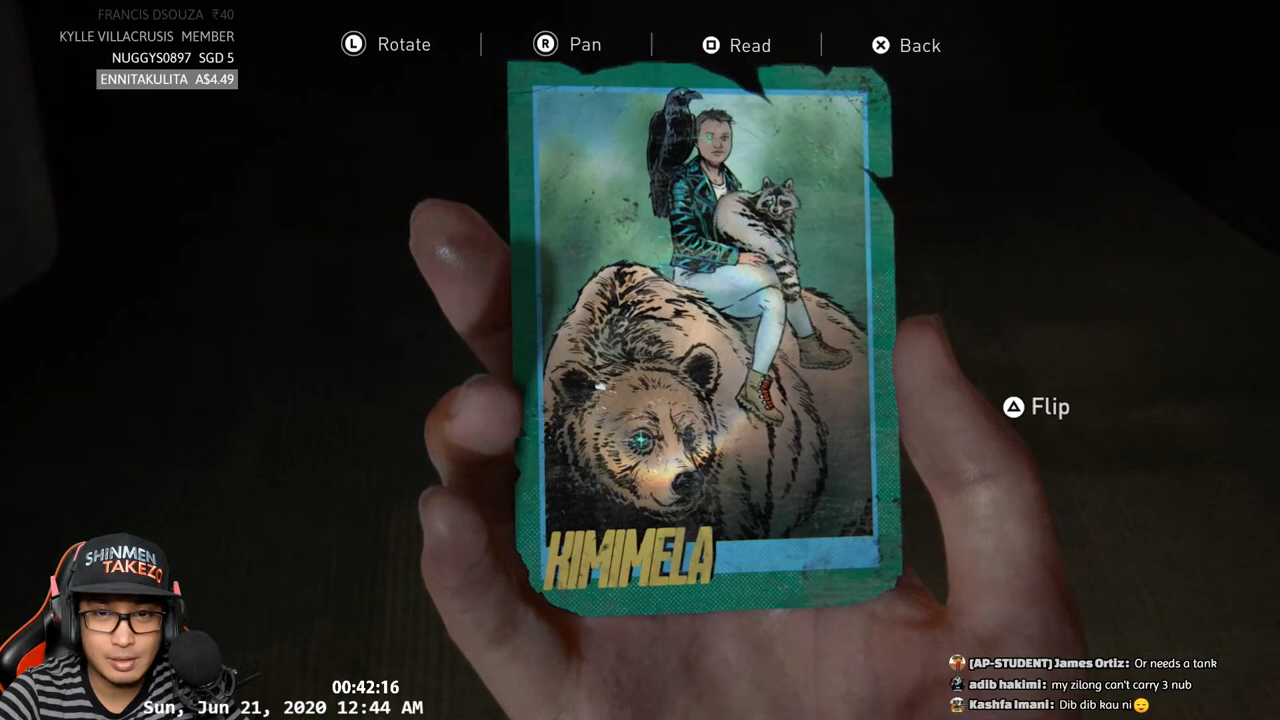 FRANCIS DSOUZA ₹40
KYLLE VILLACRUSIS MEMBER
NUGGYS0897 SGD 5
ENNITAKULITA A$4.49
L Rotate
R Pan
Read
Back
Flip
KIMIMELA
SHINMEN
TAKEZO
00:42:16
Sun, Jun 21, 2020 12:44 AM
[AP-STUDENT] James Ortiz: Or needs a tank
adib hakimi: my zilong can't carry 3 nub
Kashfa Imani: Dib dib kau ni😌